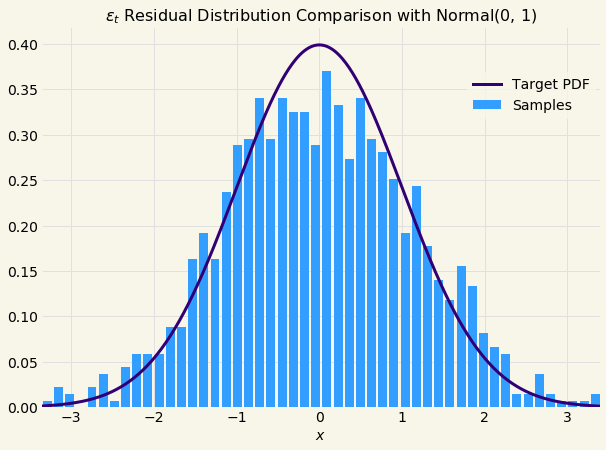 εt Residual Distribution Comparison with Normal(0, 1)
0.40
0.35
0.30
0.25
0.20
0.15
0.10
0.05
0.00
Target PDF
Samples
−3 −2 −1 0 1 2 3
x